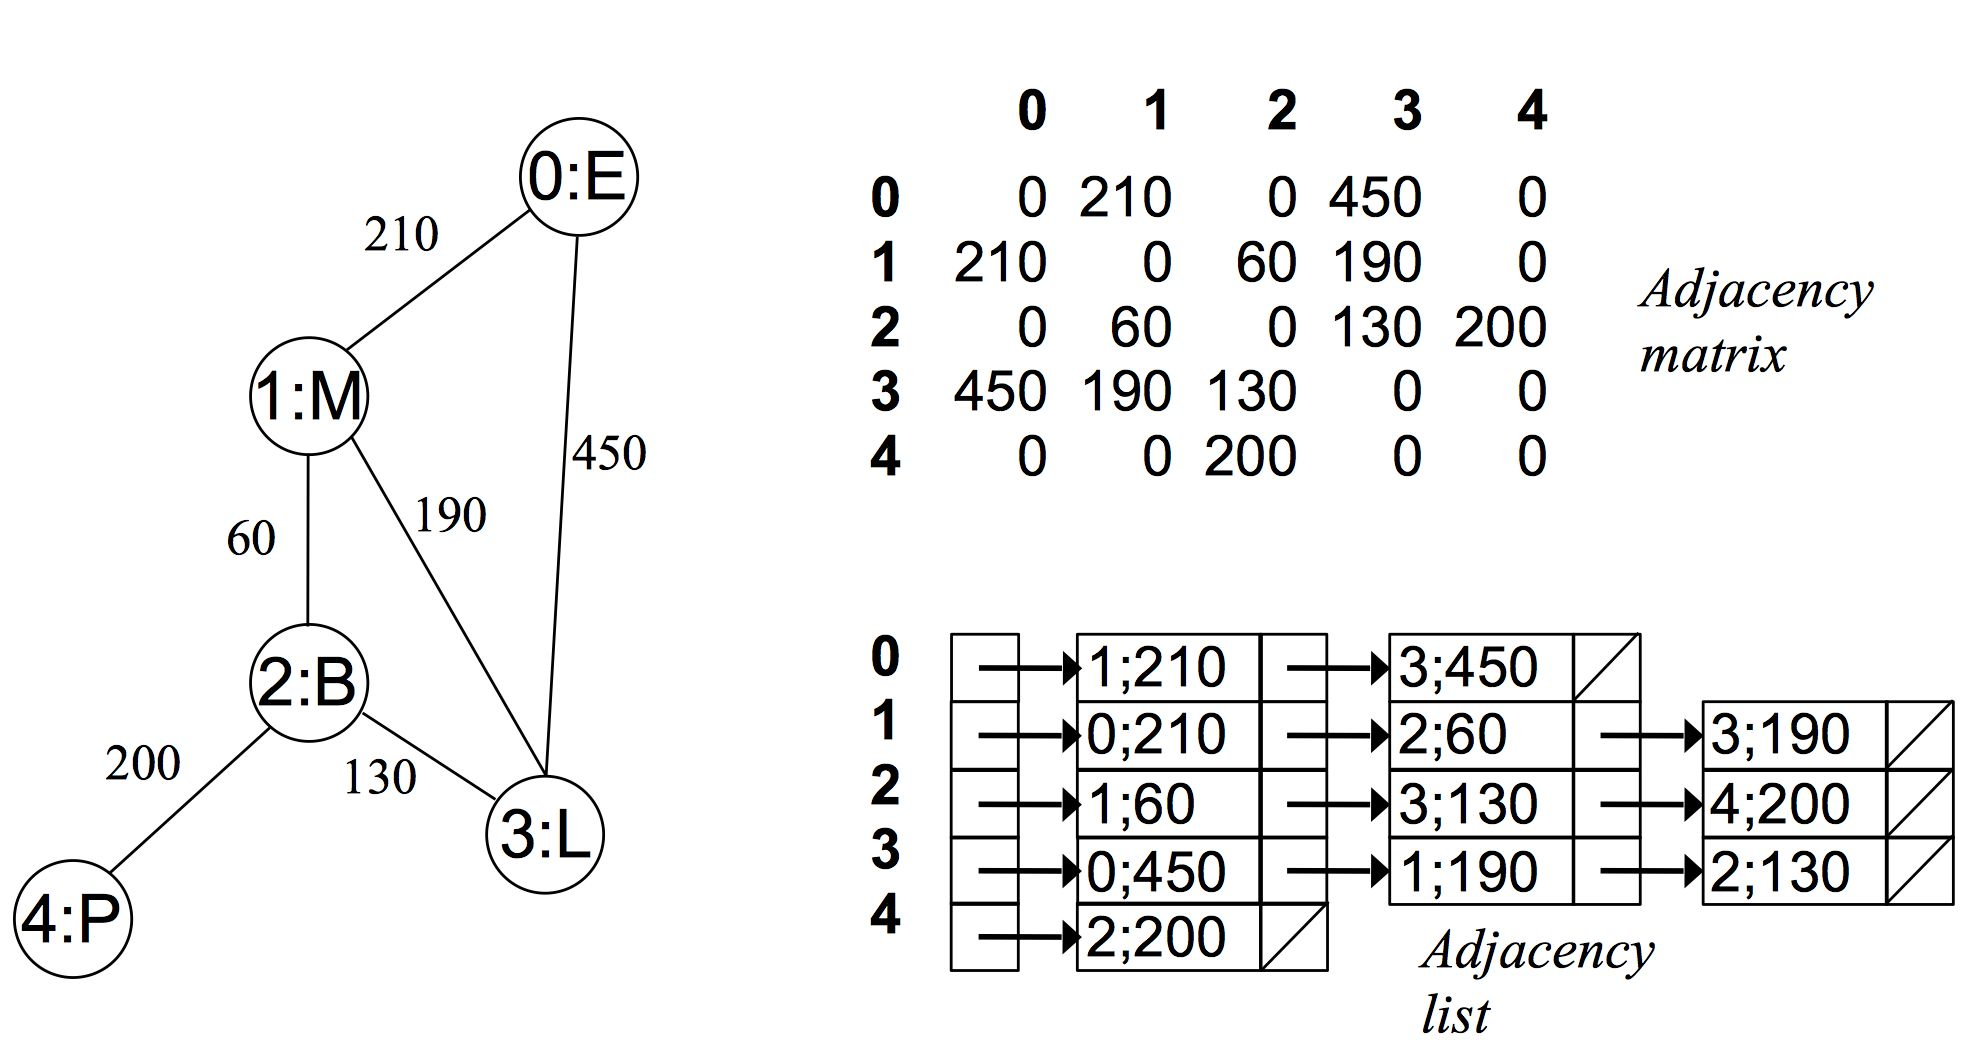 0:E
210
1:M
450
190
60
2:B
200
130
3:L
4:P
0 1 2 3 4
0 0 210 0 450 0
1 210 0 60 190 0
2 0 60 0 130 200
3 450 190 130 0 0
4 0 0 200 0 0
Adjacency
matrix
0 1;210 3;450
1 0;210 2;60 3;190
2 1;60 3;130 4;200
3 0;450 1;190 2;130
4 2;200
Adjacency
list